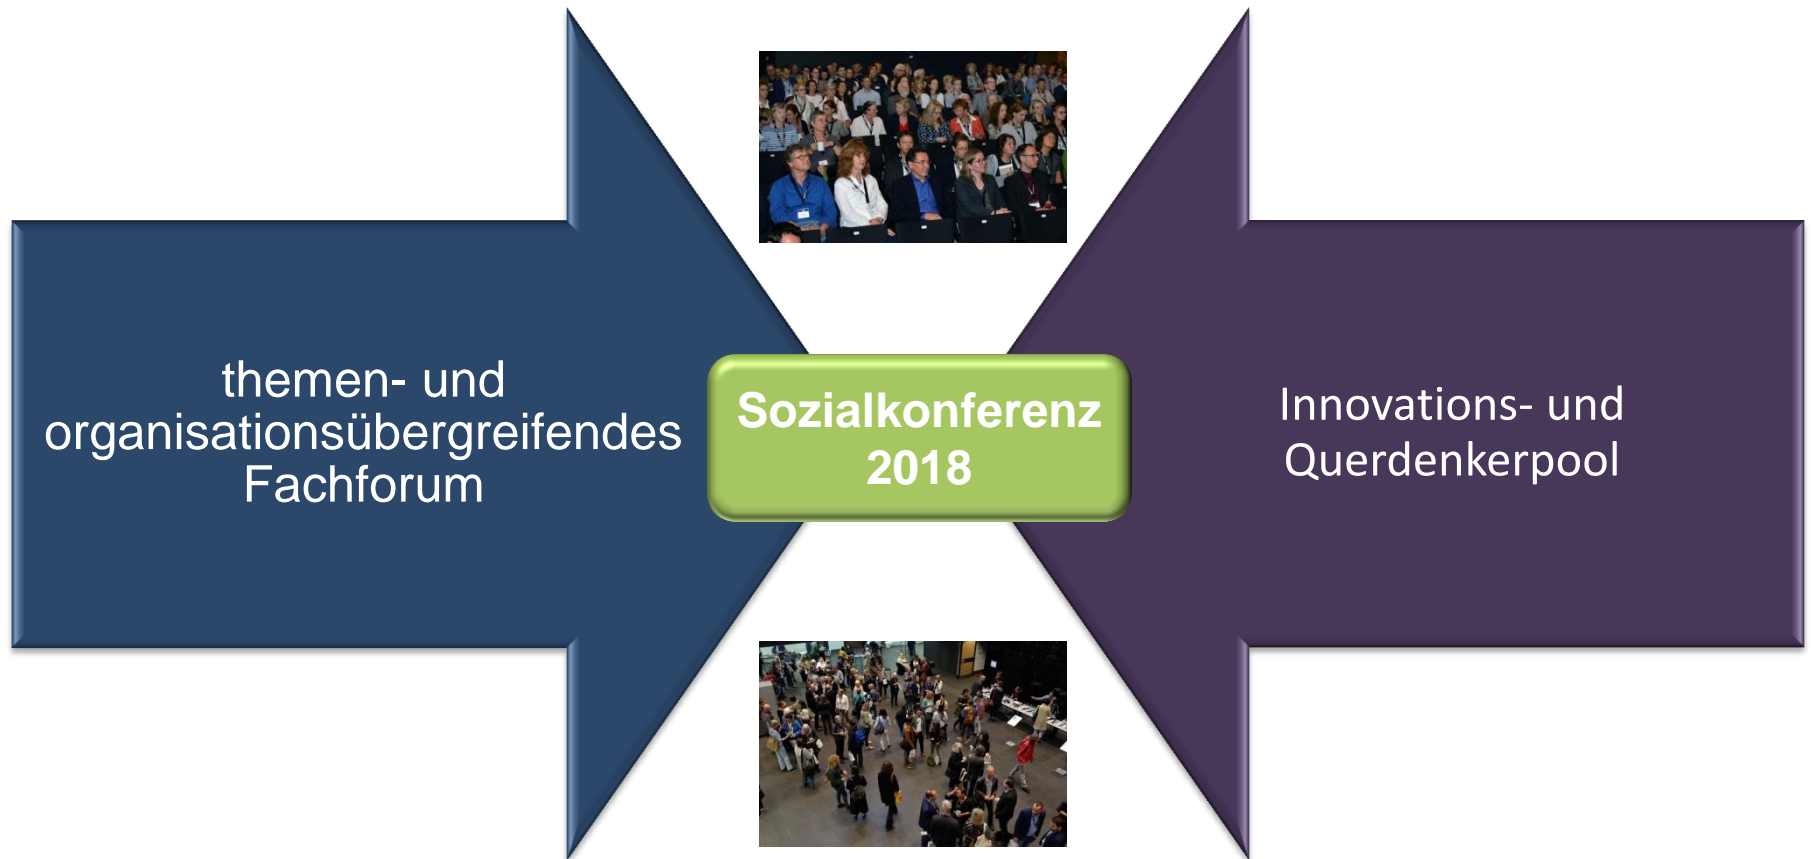 themen- und
organisationsübergreifendes
Fachforum
Sozialkonferenz
2018
Innovations- und
Querdenkerpool